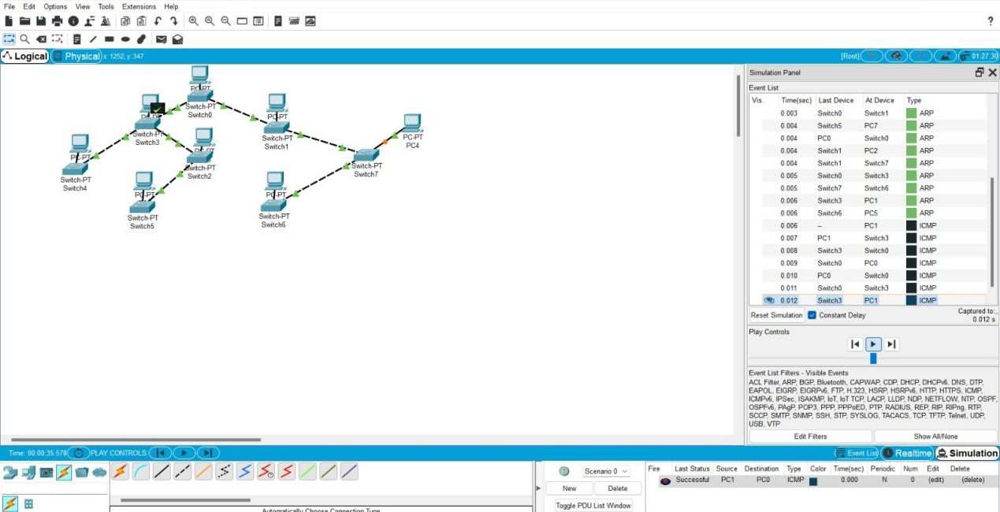 File Edit Options View Tools Extensions Help
?
Logical Physical x: 1252, y: 347 [Root] 01:27:30
Simulation Panel
Event List
Vis. Time(sec) Last Device At Device Type
0.003 Switch0 Switch1 ARP
0.004 Switch5 PC7 ARP
0.004 PC0 Switch0 ARP
0.004 Switch1 PC2 ARP
0.004 Switch1 Switch7 ARP
0.005 Switch0 Switch3 ARP
0.005 Switch7 Switch6 ARP
0.006 Switch3 PC1 ARP
0.006 Switch6 PC5 ARP
0.006 -- PC1 ICMP
0.007 PC1 Switch3 ICMP
0.008 Switch3 Switch0 ICMP
0.009 Switch0 PC0 ICMP
0.010 PC0 Switch0 ICMP
0.011 Switch0 Switch3 ICMP
0.012 Switch3 PC1 ICMP
Reset Simulation Constant Delay Captured to:
0.012 s
Play Controls
Event List Filters - Visible Events
ACL Filter, ARP, BGP, Bluetooth, CAPWAP, CDP, DHCP, DHCPv6, DNS, DTP,
EAPOL, EIGRP, EIGRPv6, FTP, H.323, HSRP, HSRPv6, HTTP, HTTPS, ICMP,
ICMPv6, IPSec, ISAKMP, IoT, IoT TCP, LACP, LLDP, NDP, NETFLOW, NTP, OSPF,
OSPFv6, PAgP, POP3, PPP, PPPoED, PTP, RADIUS, REP, RIP, RIPng, RTP,
SCCP, SMTP, SNMP, SSH, STP, SYSLOG, TACACS, TCP, TFTP, Telnet, UDP,
USB, VTP
Edit Filters Show All/None
PC-PT
Switch-PT
Switch0
PC-PT
Switch-PT
Switch3
PC-PT
Switch-PT
Switch1
PC-PT
PC4
PC-PT
Switch-PT
Switch4
PC-PT
Switch-PT
Switch2
Switch-PT
Switch7
PC-PT
Switch-PT
Switch5
PC-PT
Switch-PT
Switch6
Time: 00:00:35.578 PLAY CONTROLS: Event List Realtime Simulation
Scenario 0
New Delete
Toggle PDU List Window
Fire Last Status Source Destination Type Color Time(sec) Periodic Num Edit Delete
Successful PC1 PC0 ICMP 0.000 N 0 (edit) (delete)
Automatically Choose Connection Type